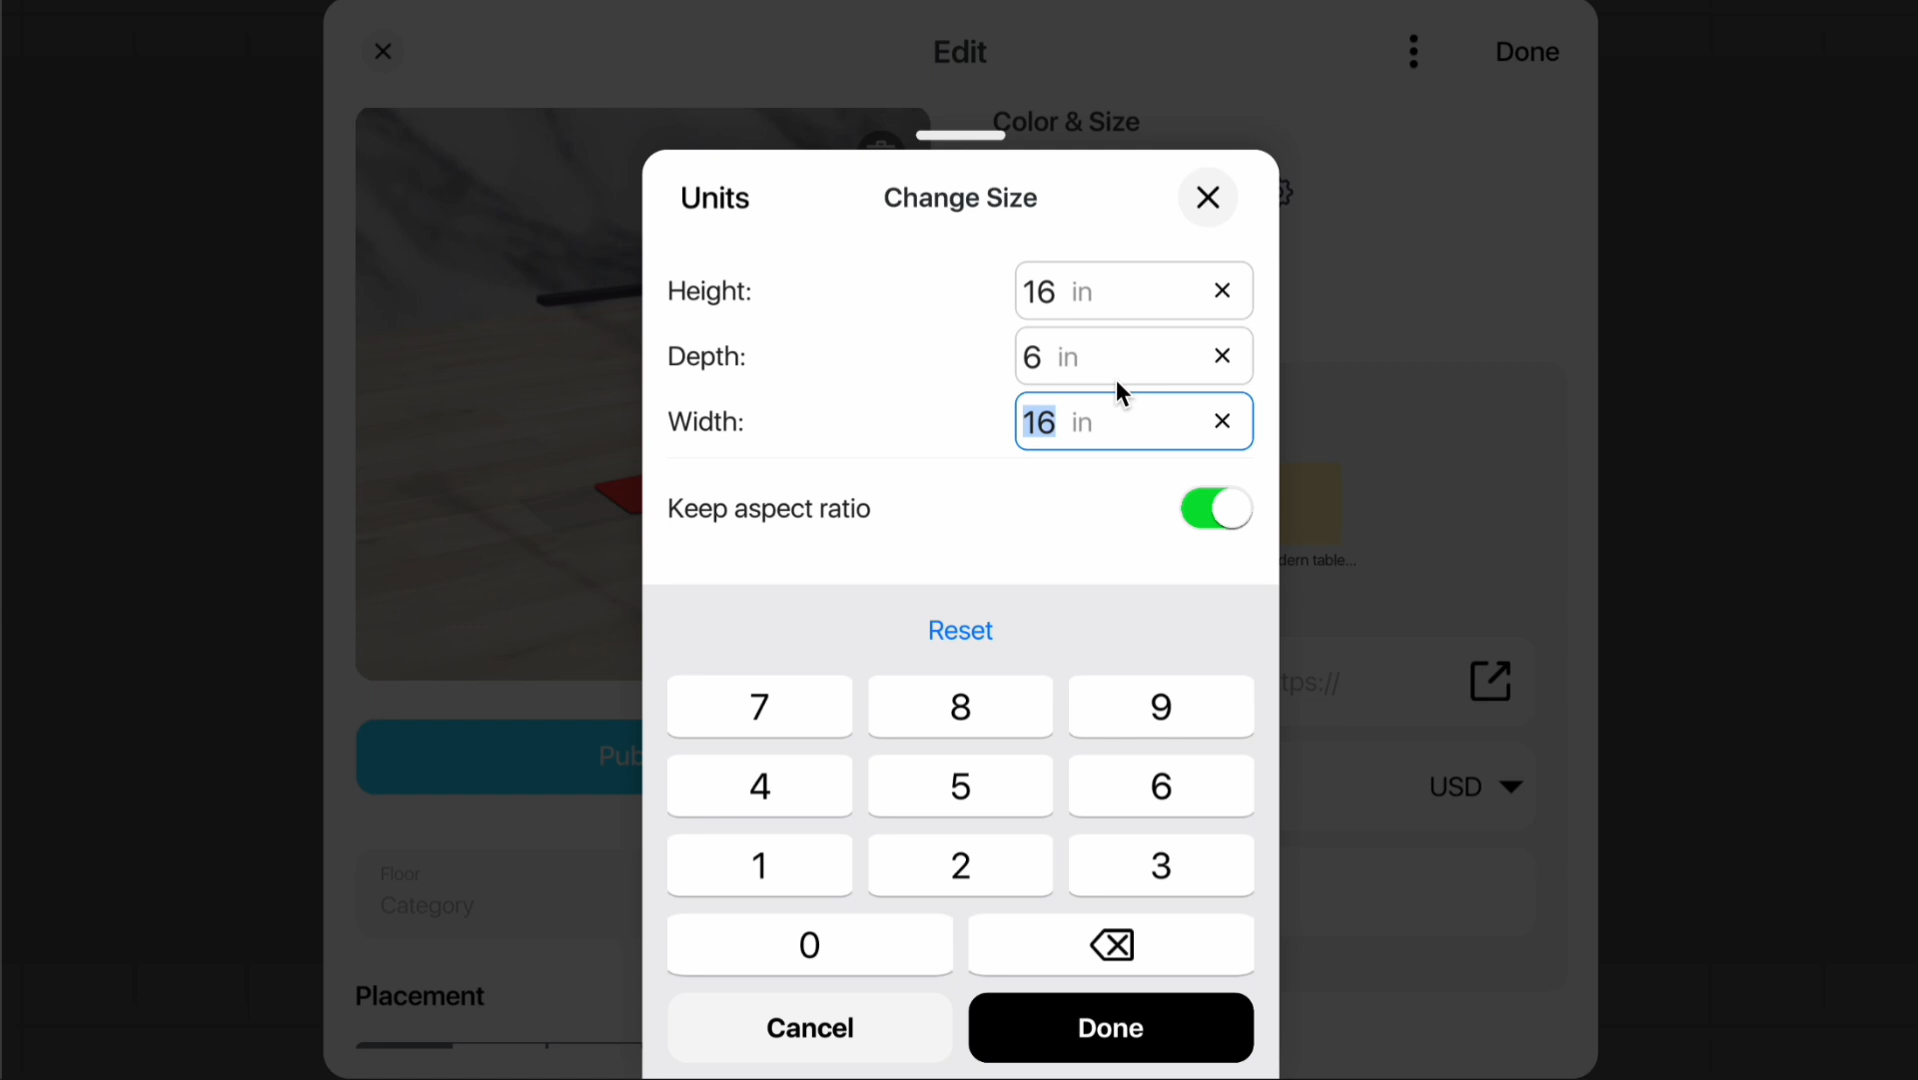 Edit
Done
Color & Size
Units
Change Size
Height:
16 in
Depth:
6 in
Width:
16 in
Keep aspect ratio
dern table...
Reset
7
8
9
tps://
4
5
6
Pub
USD
1
2
3
Floor
Category
0
Placement
Cancel
Done